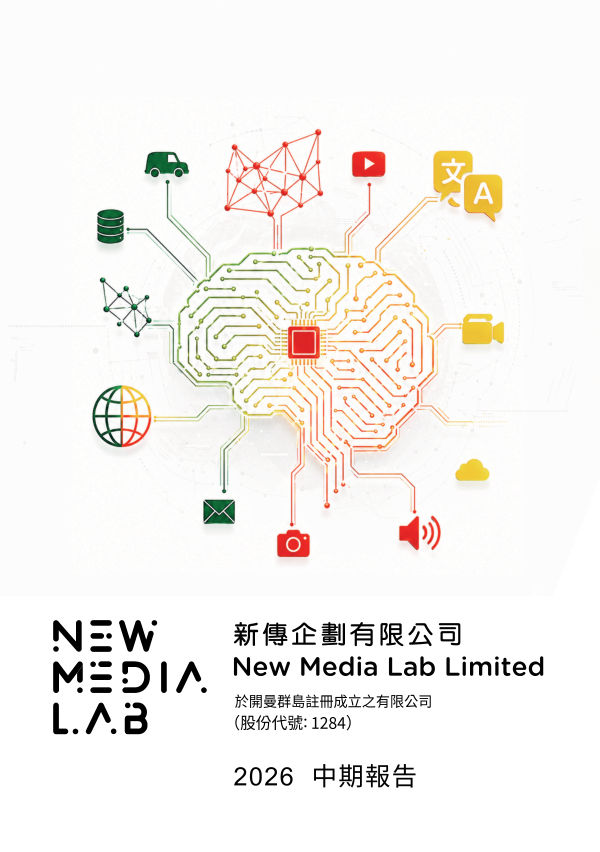 文
A
NEW
MEDIA
LAB
新傳企劃有限公司
New Media Lab Limited
於開曼群島註冊成立之有限公司
(股份代號: 1284)
2026 中期報告